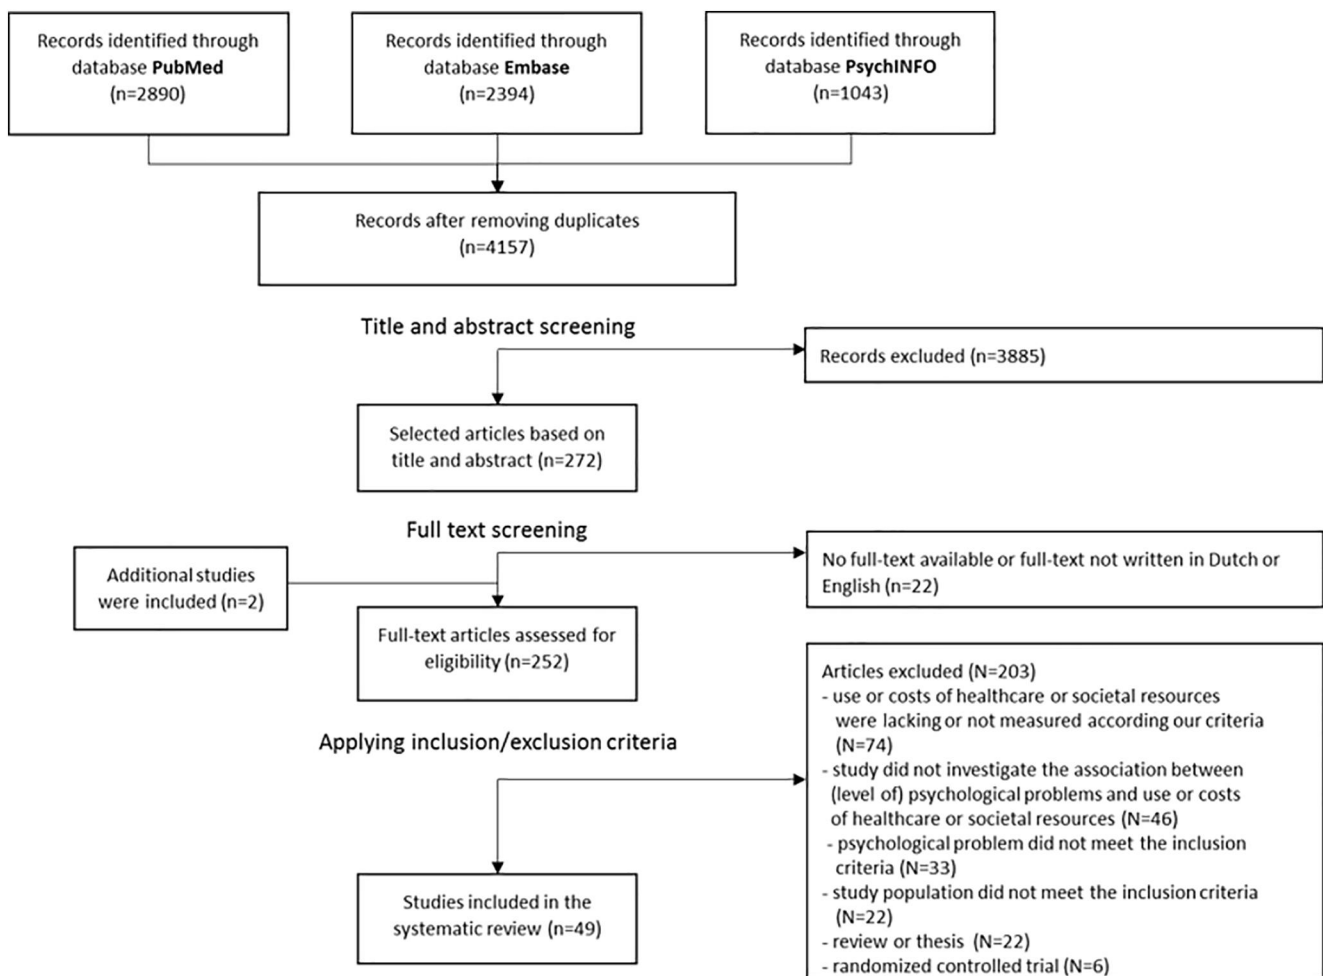 Records identified through
database PubMed
(n=2890)
Records identified through
database Embase
(n=2394)
Records identified through
database PsychINFO
(n=1043)
Records after removing duplicates
(n=4157)
Title and abstract screening
Records excluded (n=3885)
Selected articles based on
title and abstract (n=272)
Full text screening
No full-text available or full-text not written in Dutch or
English (n=22)
Additional studies
were included (n=2)
Full-text articles assessed for
eligibility (n=252)
Applying inclusion/exclusion criteria
Articles excluded (N=203)
- use or costs of healthcare or societal resources
were lacking or not measured according our criteria
(N=74)
- study did not investigate the association between
(level of) psychological problems and use or costs
of healthcare or societal resources (N=46)
- psychological problem did not meet the inclusion
criteria (N=33)
- study population did not meet the inclusion criteria
(N=22)
- review or thesis (N=22)
- randomized controlled trial (N=6)
Studies included in the
systematic review (n=49)